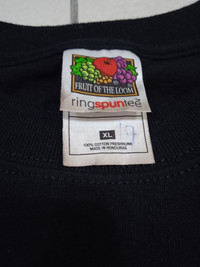 FRUIT OF THE LOOM
ringspuntee
XL
100% COTTON PRESHRUNK
MADE IN HONDURAS